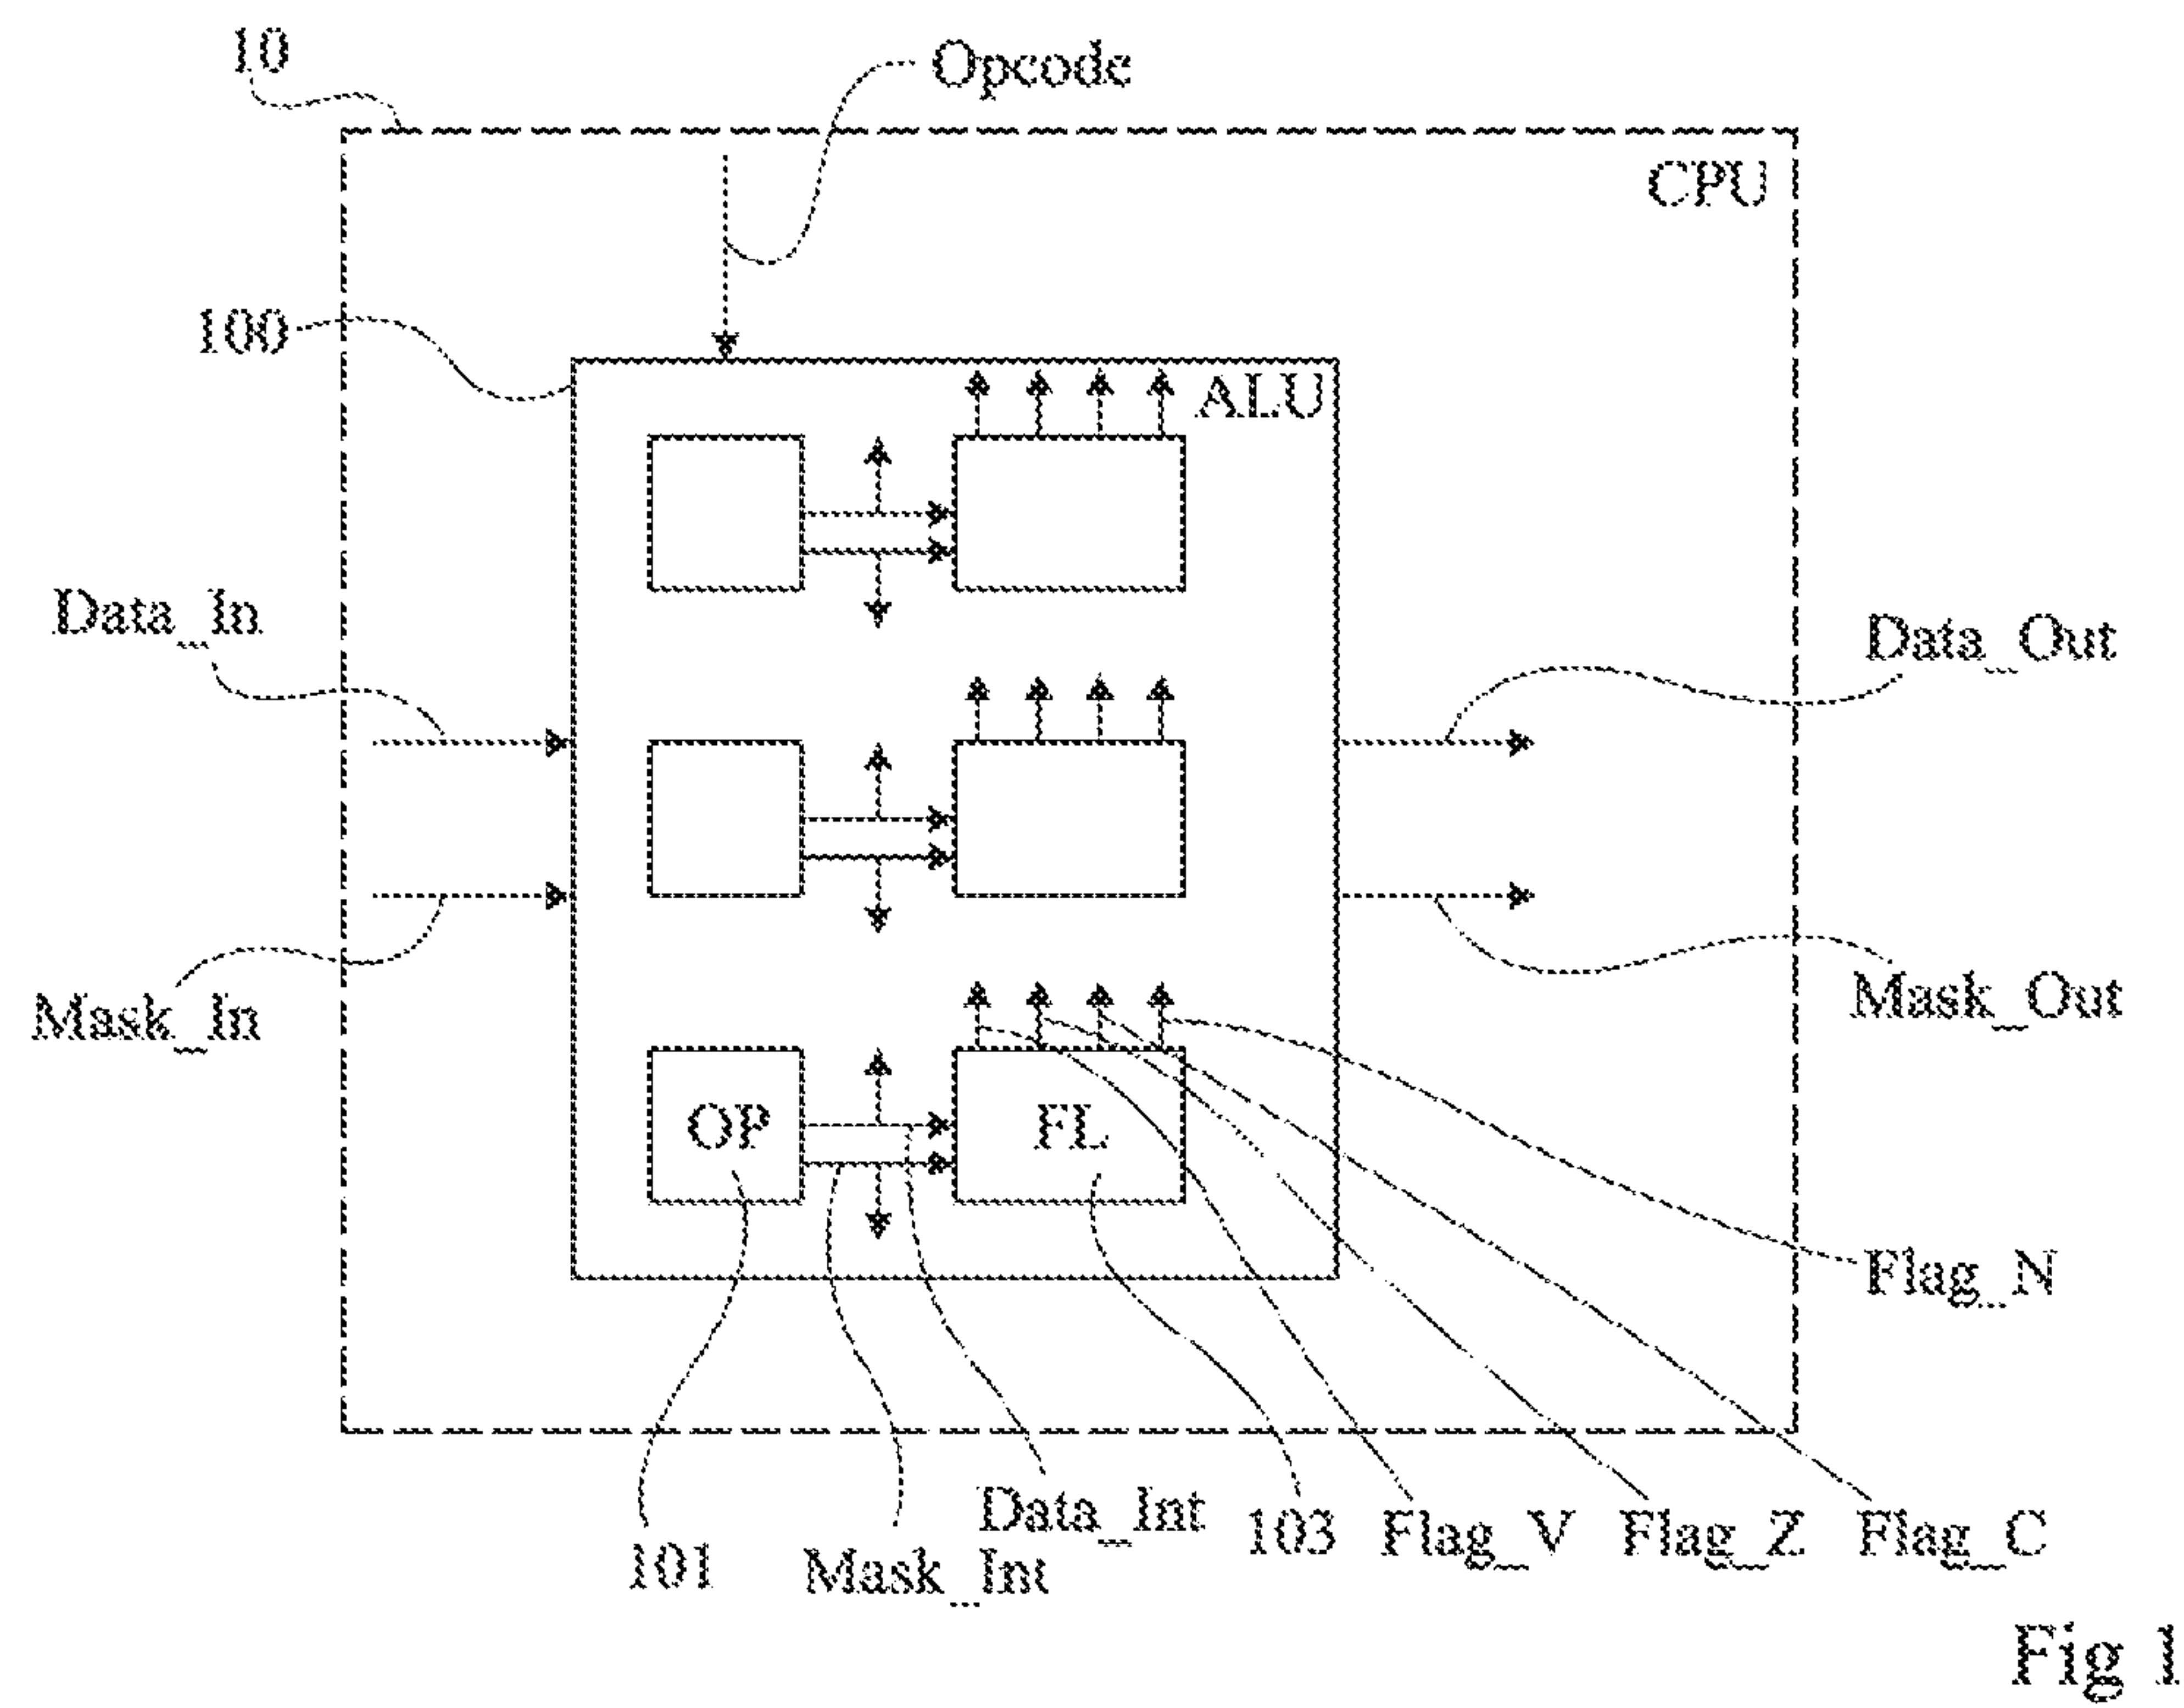 10
Opcode
CPU
100
ALU
Data_In
Data_Out
Mask_In
Mask_Out
OP
FL
Flag_N
Data_Int
103
Flag_V
Flag_Z
Flag_C
101
Mask_Int
Fig 1